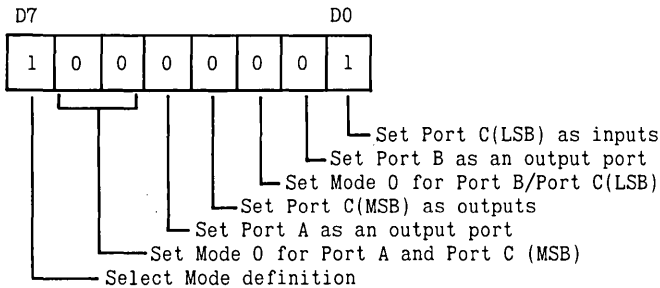 D7 D0
1 0 0 0 0 0 0 1
Set Port C(LSB) as inputs
Set Port B as an output port
Set Mode 0 for Port B/Port C(LSB)
Set Port C(MSB) as outputs
Set Port A as an output port
Set Mode 0 for Port A and Port C (MSB)
Select Mode definition